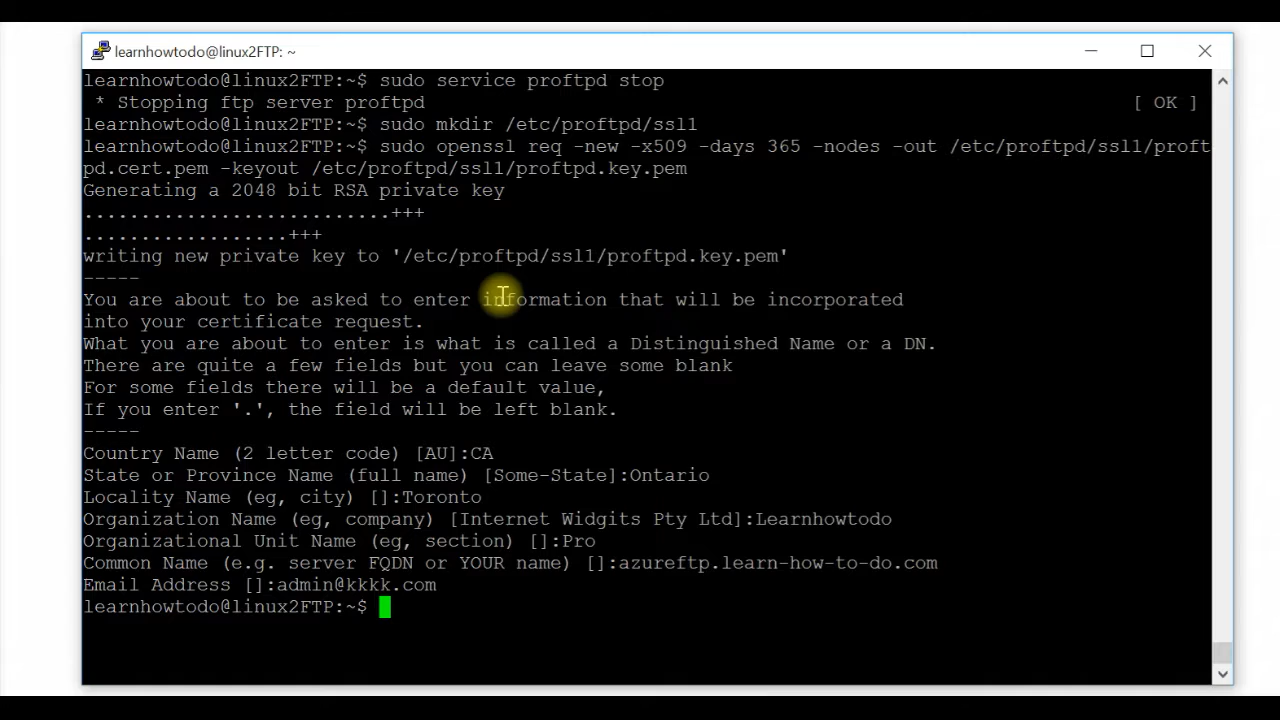 learnhowtodo@linux2FTP: ~
learnhowtodo@linux2FTP:~$ sudo service proftpd stop
 * Stopping ftp server proftpd [ OK ]
learnhowtodo@linux2FTP:~$ sudo mkdir /etc/proftpd/ssl1
learnhowtodo@linux2FTP:~$ sudo openssl req -new -x509 -days 365 -nodes -out /etc/proftpd/ssl1/proft
pd.cert.pem -keyout /etc/proftpd/ssl1/proftpd.key.pem
Generating a 2048 bit RSA private key
...........................+++
..................+++
writing new private key to '/etc/proftpd/ssl1/proftpd.key.pem'
-----
You are about to be asked to enter information that will be incorporated
into your certificate request.
What you are about to enter is what is called a Distinguished Name or a DN.
There are quite a few fields but you can leave some blank
For some fields there will be a default value,
If you enter '.', the field will be left blank.
-----
Country Name (2 letter code) [AU]:CA
State or Province Name (full name) [Some-State]:Ontario
Locality Name (eg, city) []:Toronto
Organization Name (eg, company) [Internet Widgits Pty Ltd]:Learnhowtodo
Organizational Unit Name (eg, section) []:Pro
Common Name (e.g. server FQDN or YOUR name) []:azureftp.learn-how-to-do.com
Email Address []:admin@kkkk.com
learnhowtodo@linux2FTP:~$